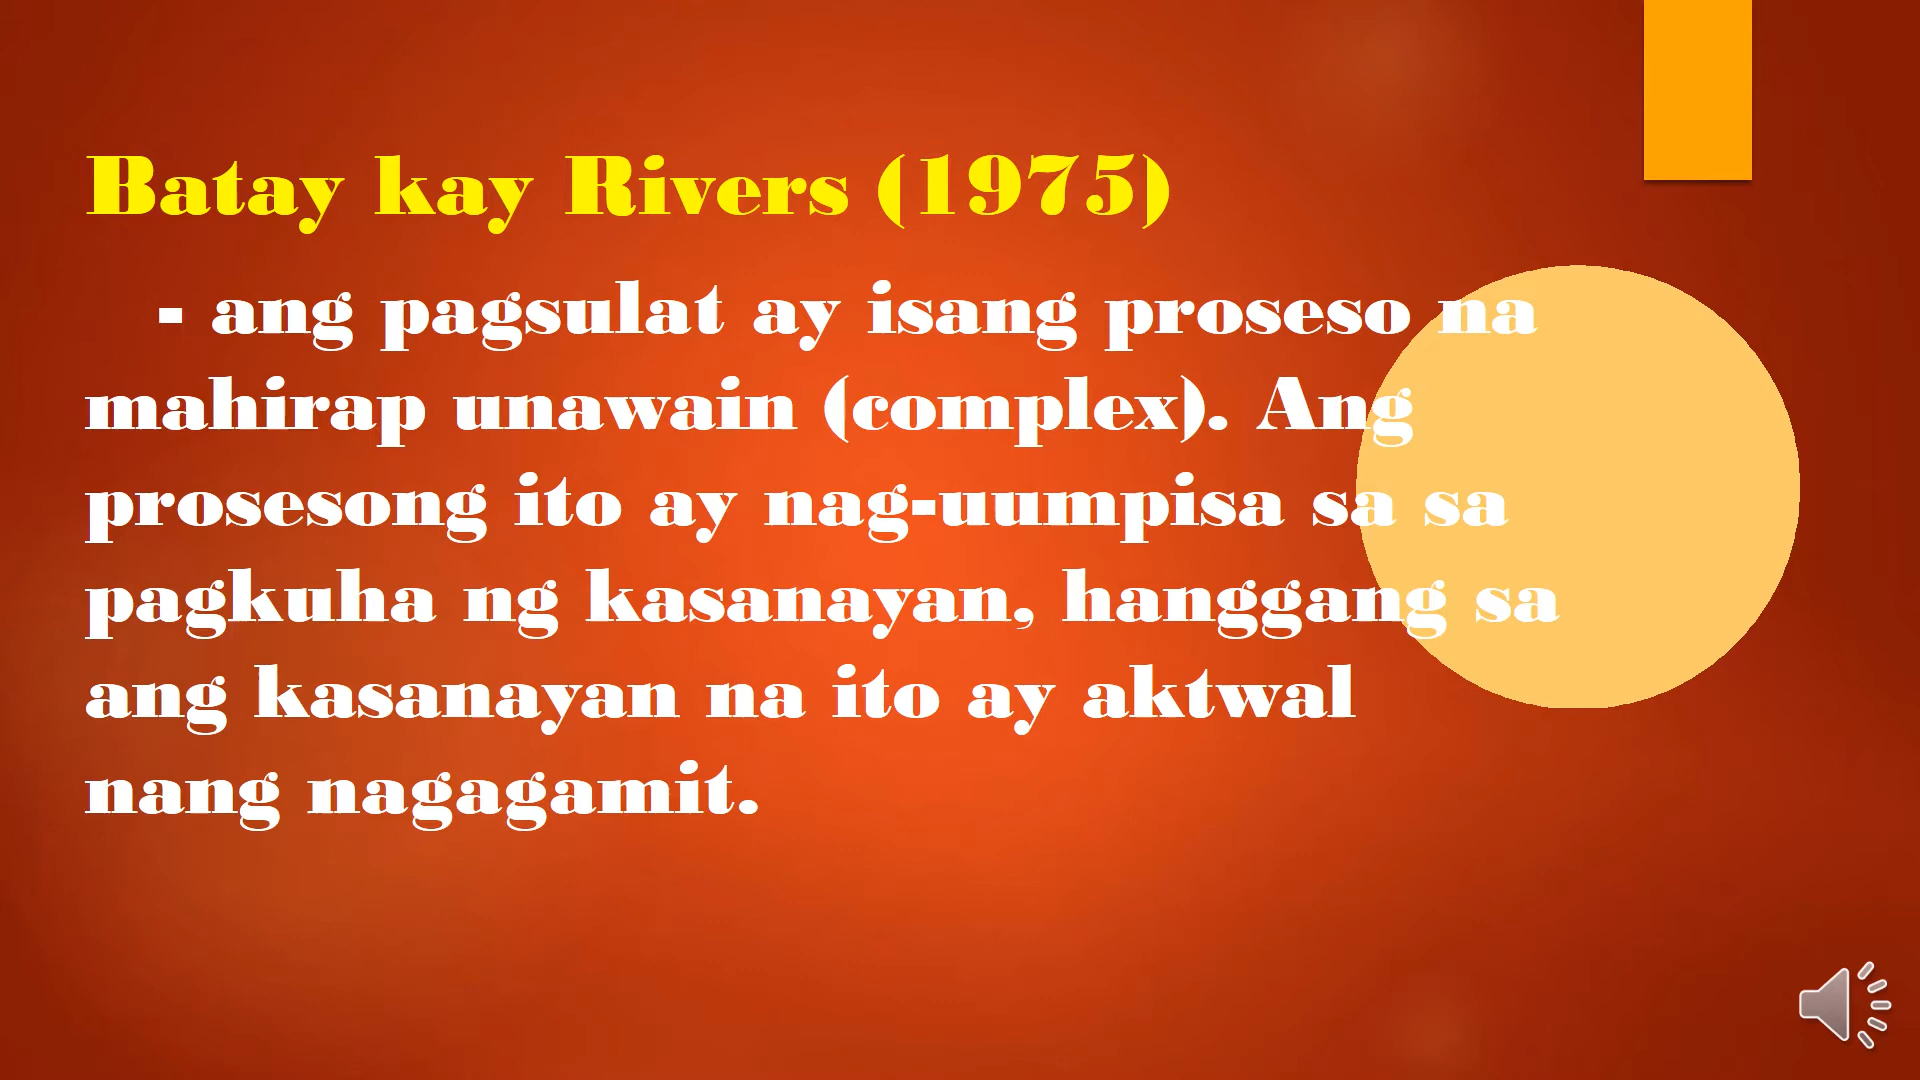 Batay kay Rivers (1975)
- ang pagsulat ay isang proseso na
mahirap unawain (complex). Ang
prosesong ito ay nag-uumpisa sa sa
pagkuha ng kasanayan, hanggang sa
ang kasanayan na ito ay aktwal
nang nagagamit.